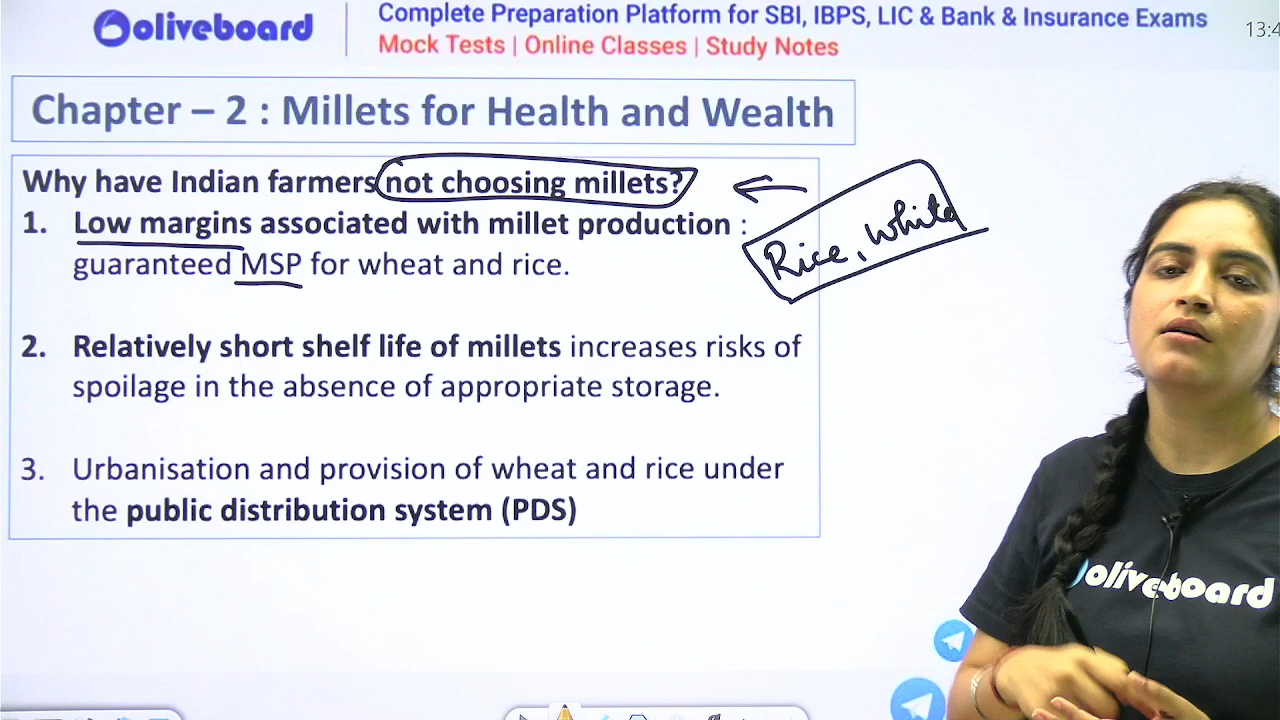 oliveboard
Complete Preparation Platform for SBI, IBPS, LIC & Bank & Insurance Exams
Mock Tests | Online Classes | Study Notes
13:4
Chapter – 2 : Millets for Health and Wealth
Why have Indian farmers not choosing millets?
1. Low margins associated with millet production :
guaranteed MSP for wheat and rice.
Rice, White
2. Relatively short shelf life of millets increases risks of
spoilage in the absence of appropriate storage.
3. Urbanisation and provision of wheat and rice under
the public distribution system (PDS)
oliveboard